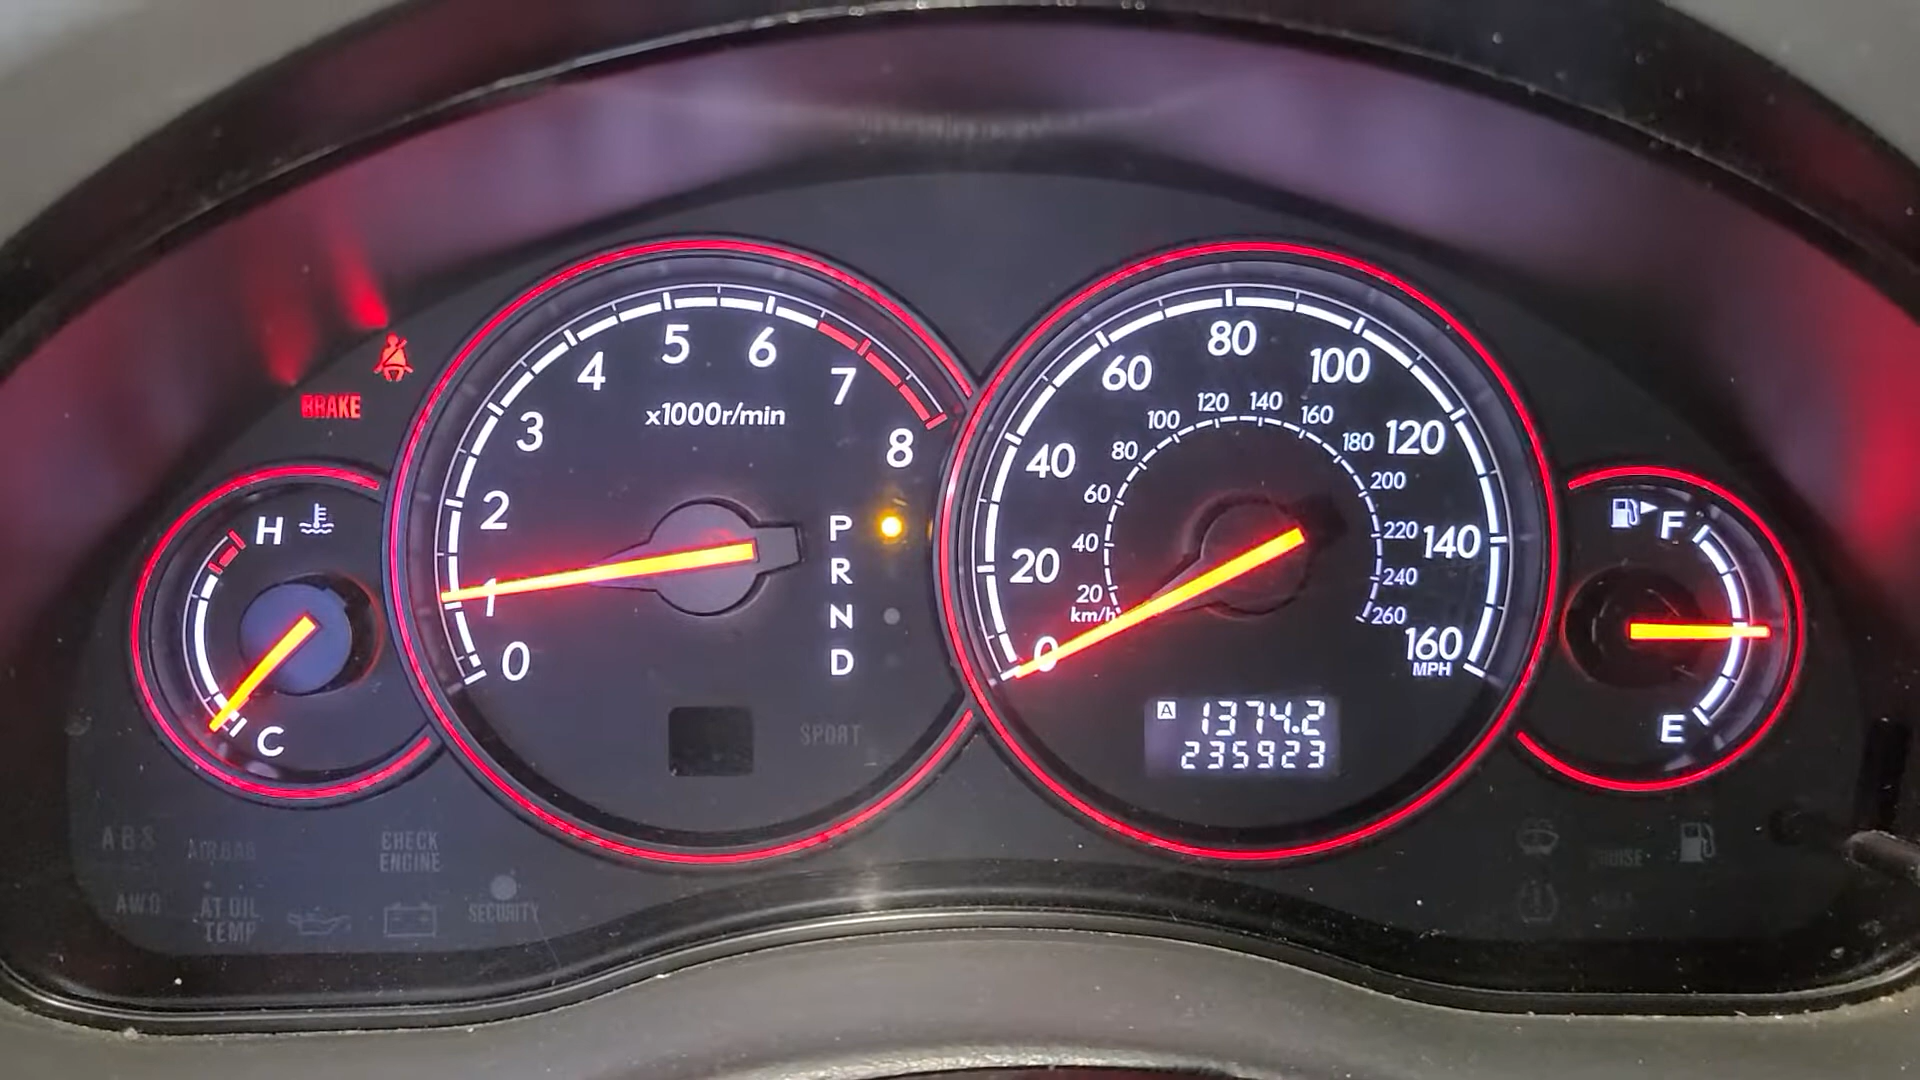 BRAKE
H
C
0
1
2
3
4
5
6
7
8
x1000r/min
P
R
N
D
SPORT
0
20
40
60
80
100
120
140
160
MPH
20
40
60
80
100
120
140
160
180
200
220
240
260
km/h
A 1374.2
235923
F
E
ABS
AIRBAG
CHECK
ENGINE
AWD
AT OIL
TEMP
SECURITY
CRUISE